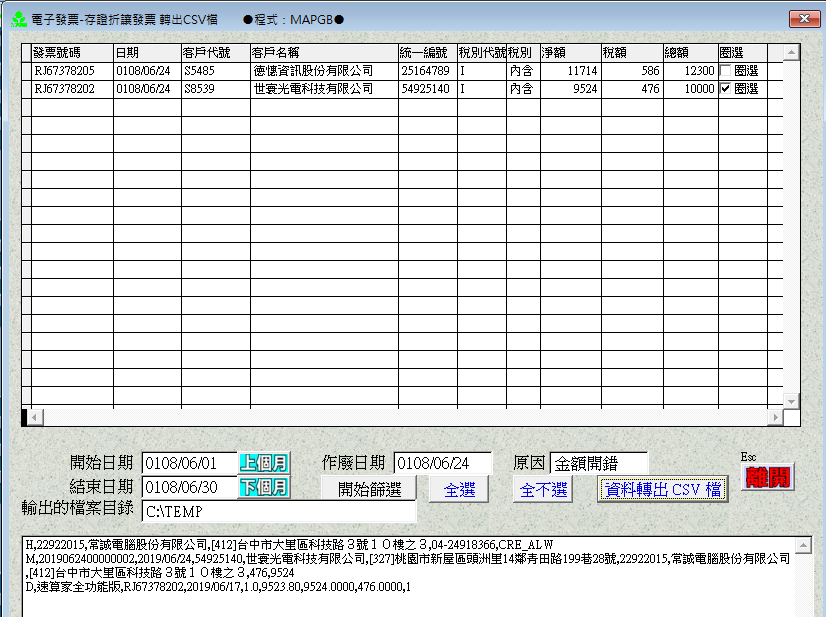 電子發票-存證折讓發票 轉出CSV檔 ●程式：MAPGB●
發票號碼 日期 客戶代號 客戶名稱 統一編號 稅別代號 稅別 淨額 稅額 總額 圈選
RJ67378205 0108/06/24 S5485 德憓資訊股份有限公司 25164789 I 內含 11714 586 12300 圈選
RJ67378202 0108/06/24 S8539 世寰光電科技有限公司 54925140 I 內含 9524 476 10000 圈選
開始日期 0108/06/01 上個月 作廢日期 0108/06/24 原因 金額開錯 Esc
離開
結束日期 0108/06/30 下個月 開始篩選 全選 全不選 資料轉出 CSV 檔
輸出的檔案目錄 C:\TEMP
H,22922015,常誠電腦股份有限公司,[412]台中市大里區科技路３號１０樓之３,04-24918366,CRE_ALW
M,2019062400000002,2019/06/24,54925140,世寰光電科技有限公司,[327]桃園市新屋區頭洲里14鄰青田路199巷28號,22922015,常誠電腦股份有限公司
,[412]台中市大里區科技路３號１０樓之３,476,9524
D,速算家全功能版,RJ67378202,2019/06/17,1.0,9523.80,9524.0000,476.0000,1